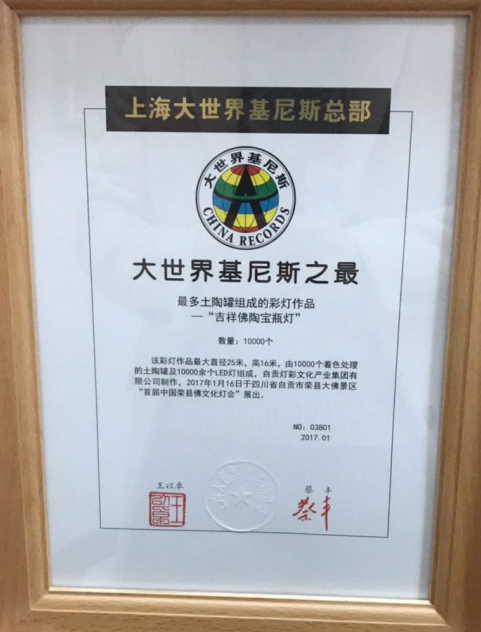 上海大世界基尼斯总部
大世界基尼斯
CHINA RECORDS
大世界基尼斯之最
最多土陶罐组成的彩灯作品
—“吉祥佛陶宝瓶灯”
数量：10000个
该彩灯作品最大直径25米，高16米，由10000个着色处理
的土陶罐及10000余个LED灯组成，自贡灯彩文化产业集团有
限公司制作，2017年1月16日于四川省自贡市荣县大佛景区
“首届中国荣县佛文化灯会”展出。
NO：03801
2017.01
王以卓
蔡 丰
蔡丰